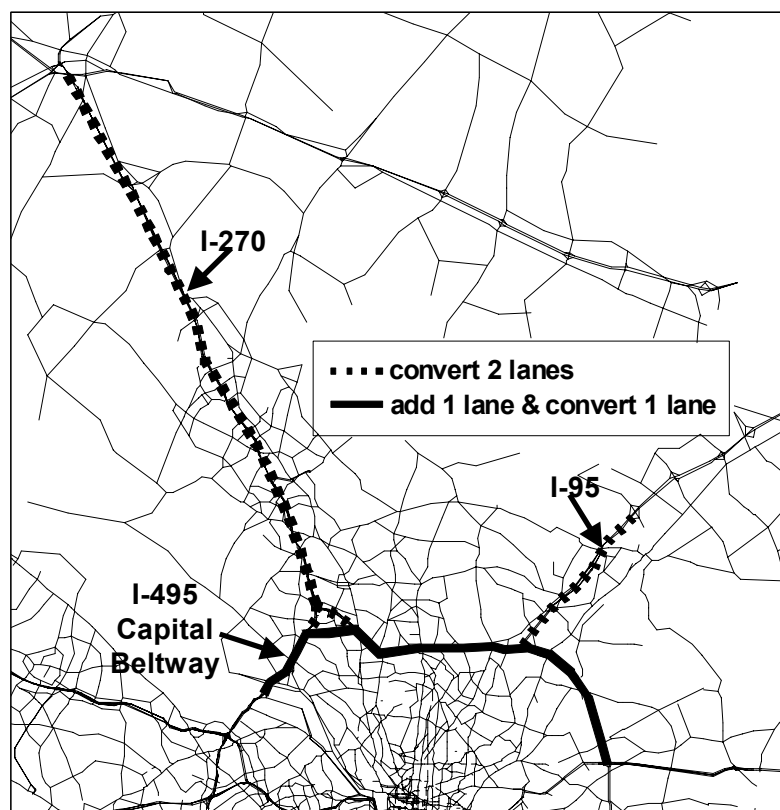 I-270
convert 2 lanes
add 1 lane & convert 1 lane
I-95
I-495
Capital
Beltway